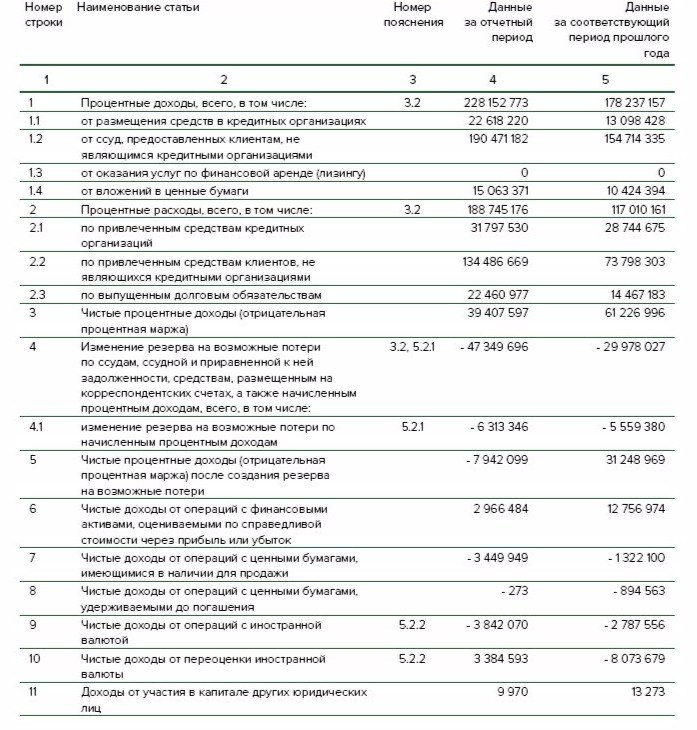 Номер Наименование статьи Номер Данные Данные
строки пояснения за отчетный за соответствующий
период период прошлого
года
1 2 3 4 5
1 Процентные доходы, всего, в том числе: 3.2 228 152 773 178 237 157
1.1 от размещения средств в кредитных организациях 22 618 220 13 098 428
1.2 от ссуд, предоставленных клиентам, не 190 471 182 154 714 335
являющимся кредитными организациями
1.3 от оказания услуг по финансовой аренде (лизингу) 0 0
1.4 от вложений в ценные бумаги 15 063 371 10 424 394
2 Процентные расходы, всего, в том числе: 3.2 188 745 176 117 010 161
2.1 по привлеченным средствам кредитных 31 797 530 28 744 675
организаций
2.2 по привлеченным средствам клиентов, не 134 486 669 73 798 303
являющихся кредитными организациями
2.3 по выпущенным долговым обязательствам 22 460 977 14 467 183
3 Чистые процентные доходы (отрицательная 39 407 597 61 226 996
процентная маржа)
4 Изменение резерва на возможные потери 3.2, 5.2.1 - 47 349 696 - 29 978 027
по ссудам, ссудной и приравненной к ней
задолженности, средствам, размещенным на
корреспондентских счетах, а также начисленным
процентным доходам, всего, в том числе:
4.1 изменение резерва на возможные потери по 5.2.1 - 6 313 346 - 5 559 380
начисленным процентным доходам
5 Чистые процентные доходы (отрицательная - 7 942 099 31 248 969
процентная маржа) после создания резерва
на возможные потери
6 Чистые доходы от операций с финансовыми 2 966 484 12 756 974
активами, оцениваемыми по справедливой
стоимости через прибыль или убыток
7 Чистые доходы от операций с ценными бумагами, - 3 449 949 - 1 322 100
имеющимися в наличии для продажи
8 Чистые доходы от операций с ценными бумагами, - 273 - 894 563
удерживаемыми до погашения
9 Чистые доходы от операций с иностранной 5.2.2 - 3 842 070 - 2 787 556
валютой
10 Чистые доходы от переоценки иностранной 5.2.2 3 384 593 - 8 073 679
валюты
11 Доходы от участия в капитале других юридических 9 970 13 273
лиц